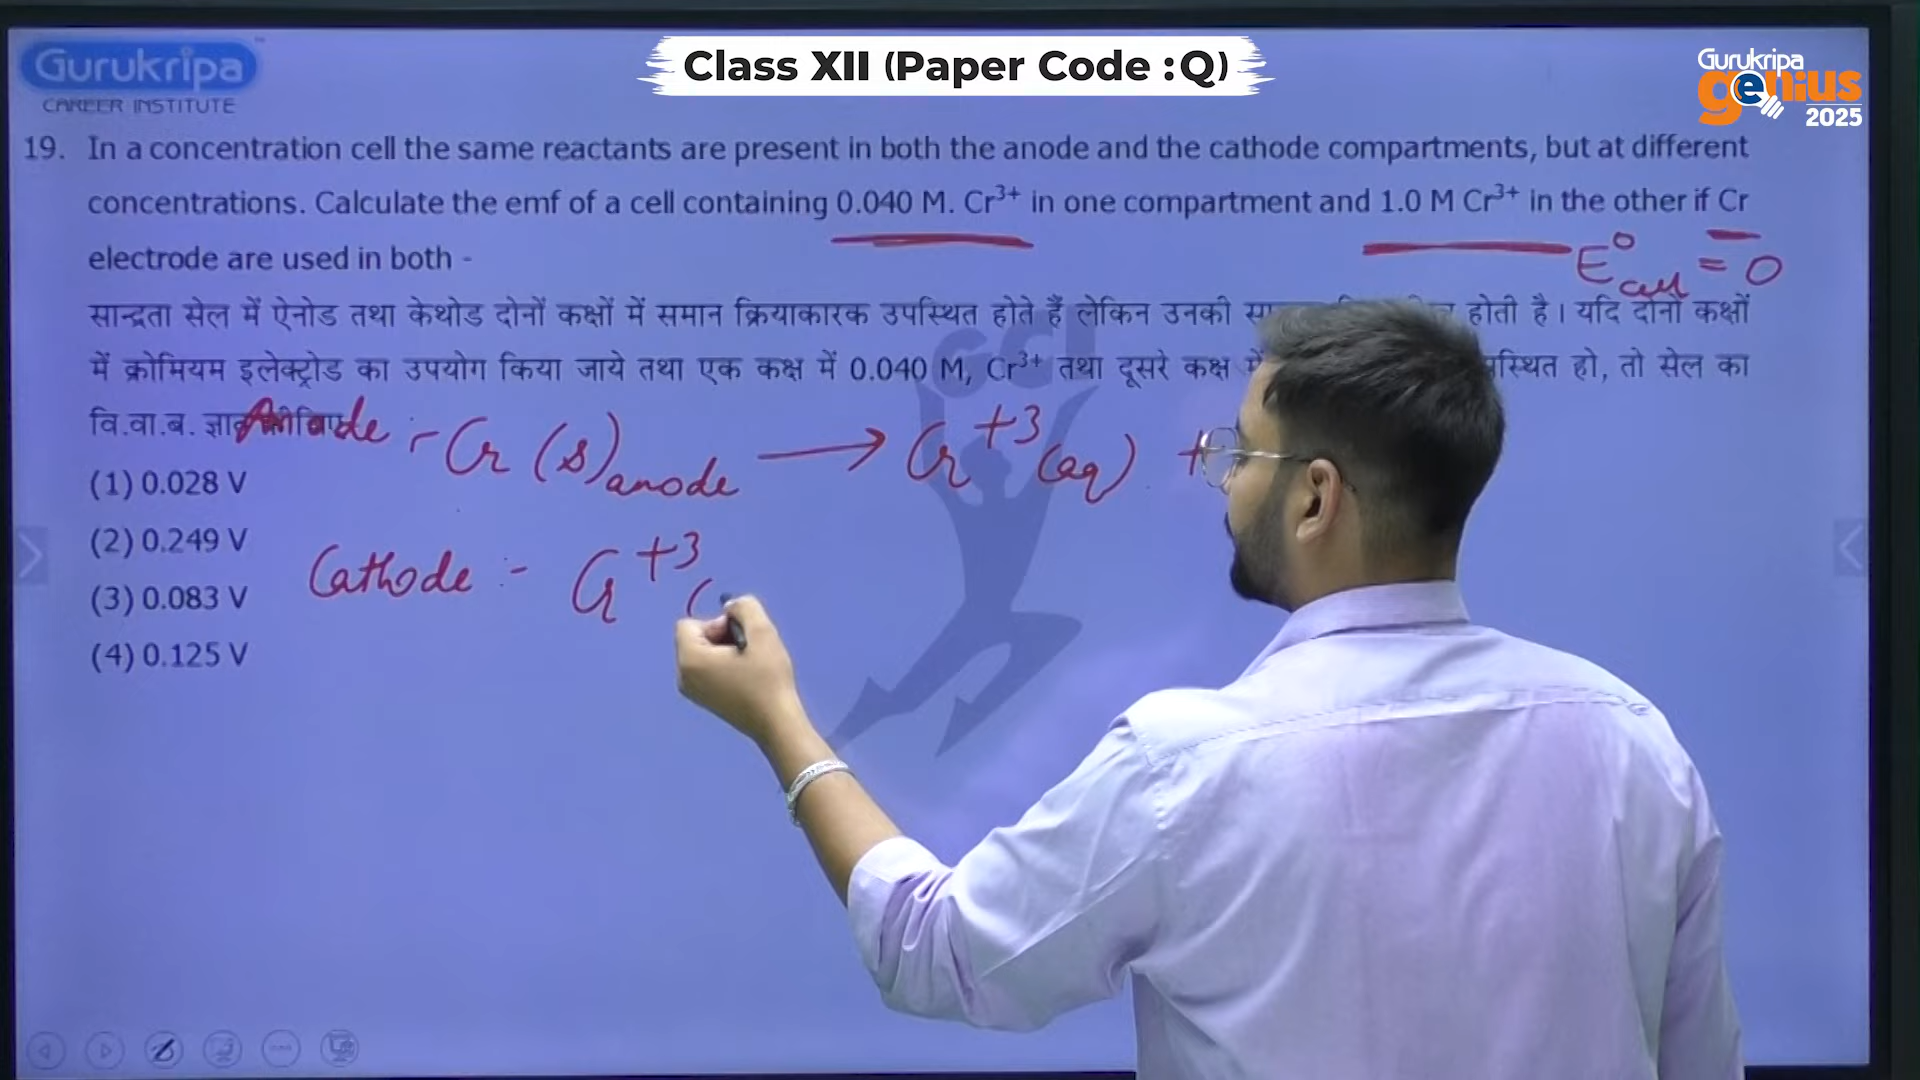 Gurukripa
CAREER INSTITUTE
Class XII (Paper Code :Q)
Gurukripa
genius
2025
19. In a concentration cell the same reactants are present in both the anode and the cathode compartments, but at different
concentrations. Calculate the emf of a cell containing 0.040 M. Cr³⁺ in one compartment and 1.0 M Cr³⁺ in the other if Cr
electrode are used in both -
E°cell = 0
सान्द्रता सेल में ऐनोड तथा केथोड दोनों कक्षों में समान क्रियाकारक उपस्थित होते हैं लेकिन उनकी होती है। यदि दोनों कक्षों
में क्रोमियम इलेक्ट्रोड का उपयोग किया जाये तथा एक कक्ष में 0.040 M, Cr³⁺ तथा दूसरे कक्ष में हो, तो सेल का
वि.वा.ब.
Anode :- Cr (s) anode → Cr⁺³ (aq) +
(1) 0.028 V
(2) 0.249 V
Cathode :- Cr⁺³ (
(3) 0.083 V
(4) 0.125 V
GCI